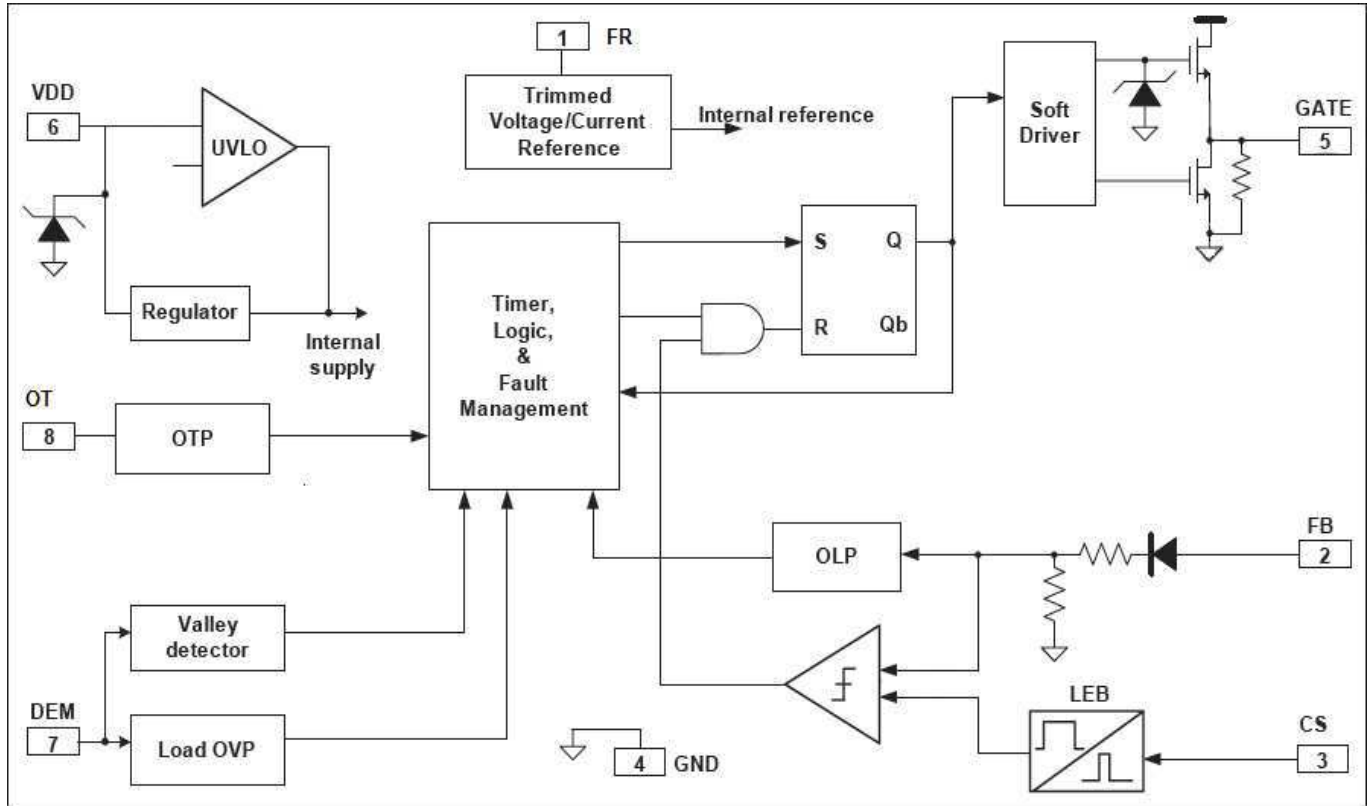 1 FR
Trimmed
Voltage/Current
Reference
Internal reference
VDD
6
UVLO
Regulator
Internal
supply
Soft
Driver
GATE
5
S Q
R Qb
Timer,
Logic,
&
Fault
Management
OT
8
OTP
OLP
FB
2
Valley
detector
DEM
7
Load OVP
4 GND
LEB
CS
3